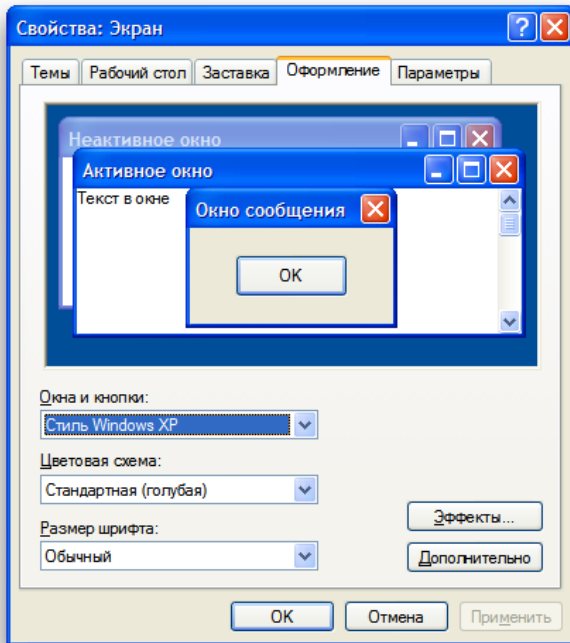 Свойства: Экран
Темы Рабочий стол Заставка Оформление Параметры
Неактивное окно
Активное окно
Текст в окне
Окно сообщения
OK
Окна и кнопки:
Стиль Windows XP
Цветовая схема:
Стандартная (голубая)
Эффекты...
Размер шрифта:
Обычный
Дополнительно
OK Отмена Применить